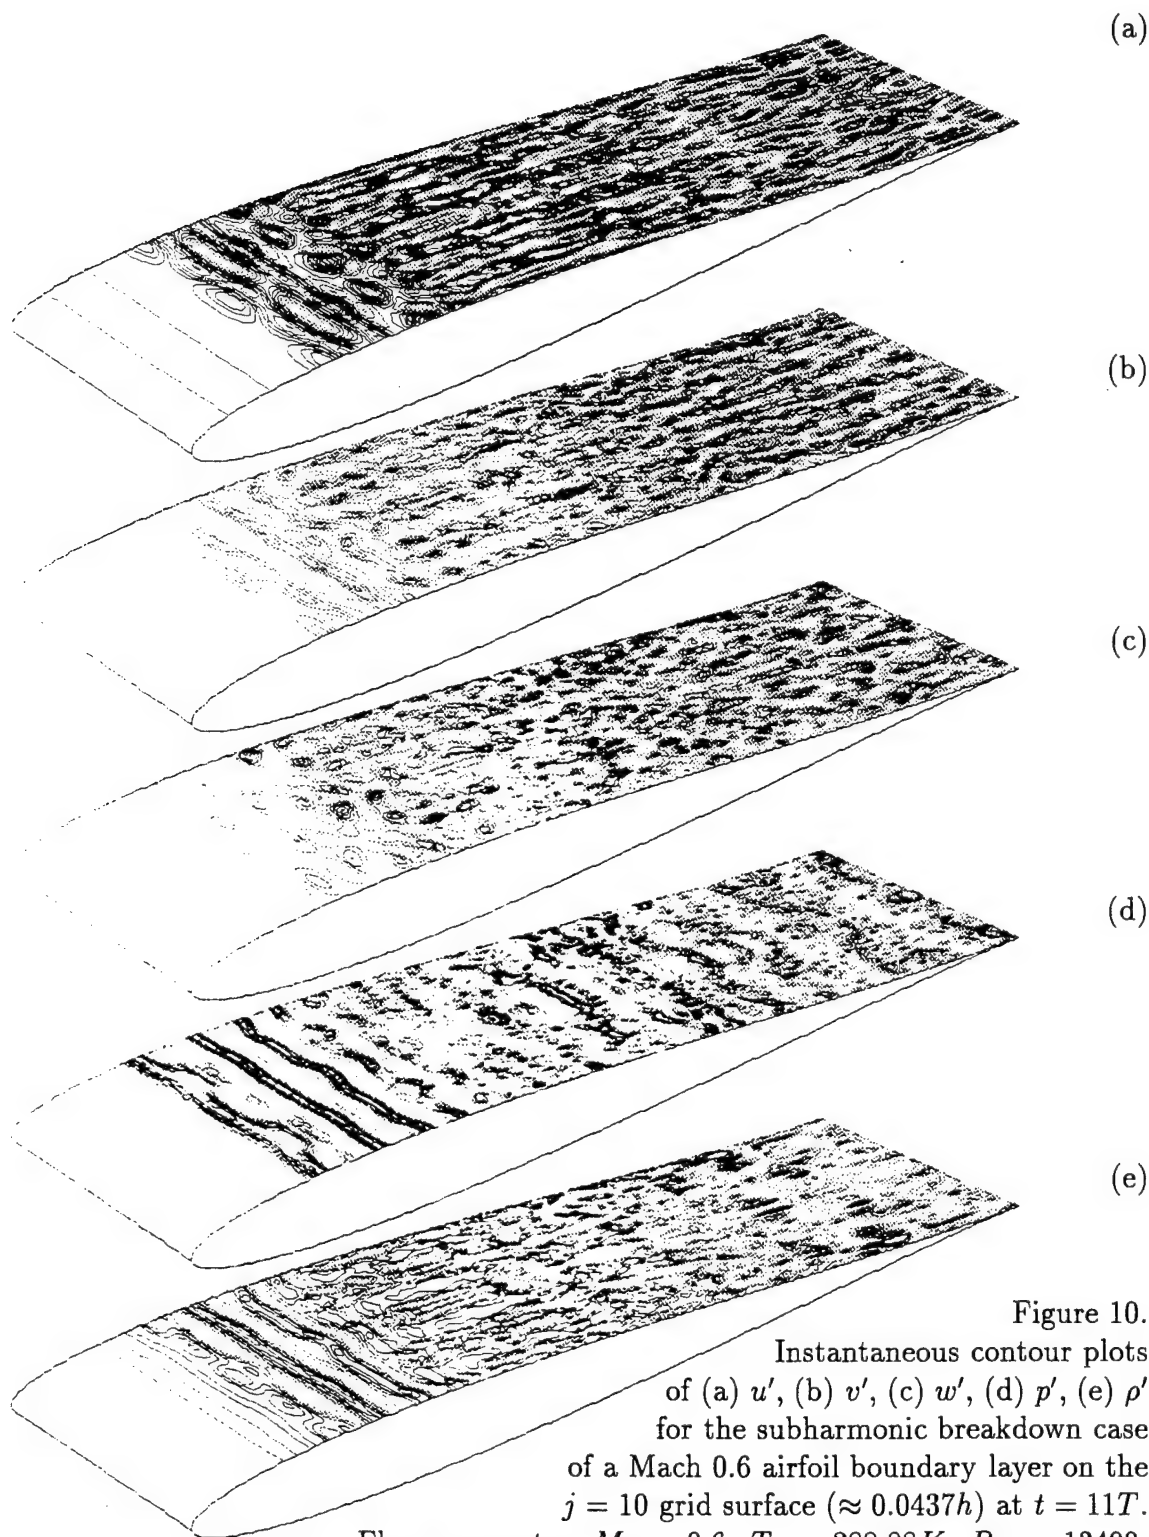 (a)
(b)
(c)
(d)
(e)
Figure 10.
Instantaneous contour plots
of (a) u′, (b) v′, (c) w′, (d) p′, (e) ρ′
for the subharmonic breakdown case
of a Mach 0.6 airfoil boundary layer on the
j = 10 grid surface (≈ 0.0437h) at t = 11T.